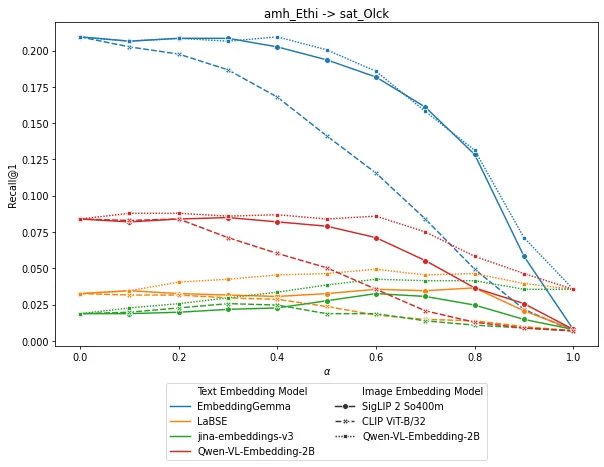 amh_Ethi -> sat_Olck
Recall@1
0.200
0.175
0.150
0.125
0.100
0.075
0.050
0.025
0.000
0.0
0.2
0.4
0.6
0.8
1.0
α
Text Embedding Model
EmbeddingGemma
LaBSE
jina-embeddings-v3
Qwen-VL-Embedding-2B
Image Embedding Model
SigLIP 2 So400m
CLIP ViT-B/32
Qwen-VL-Embedding-2B